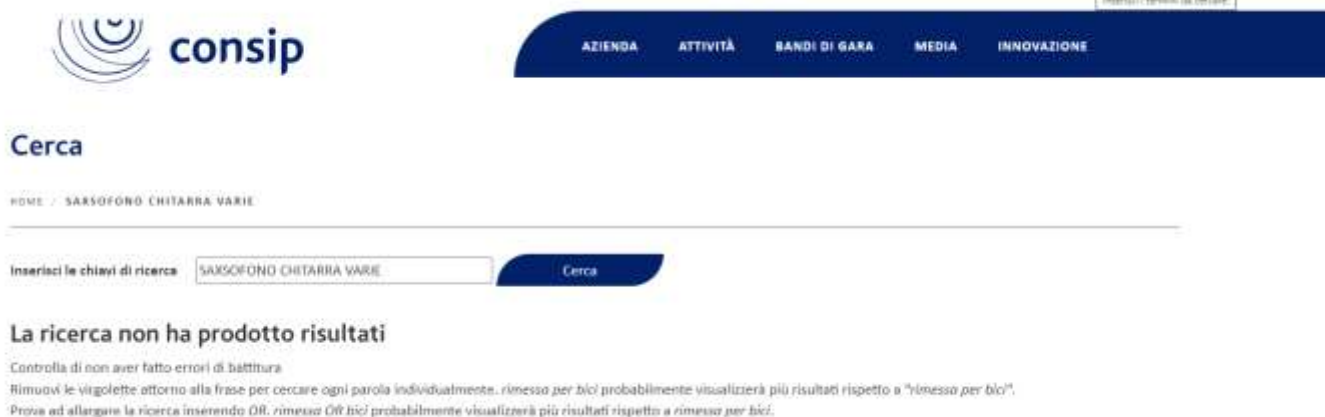 consip
AZIENDA ATTIVITÀ BANDI DI GARA MEDIA INNOVAZIONE
Cerca
HOME / SAXSOFONO CHITARRA VARIE
Inserisci le chiavi di ricerca SAXSOFONO CHITARRA VARIE Cerca
La ricerca non ha prodotto risultati
Controlla di non aver fatto errori di battitura
Rimuovi le virgolette attorno alla frase per cercare ogni parola individualmente. rimessa per bici probabilmente visualizzerà più risultati rispetto a "rimessa per bici".
Prova ad allargare la ricerca inserendo OR. rimessa OR bici probabilmente visualizzerà più risultati rispetto a rimessa per bici.